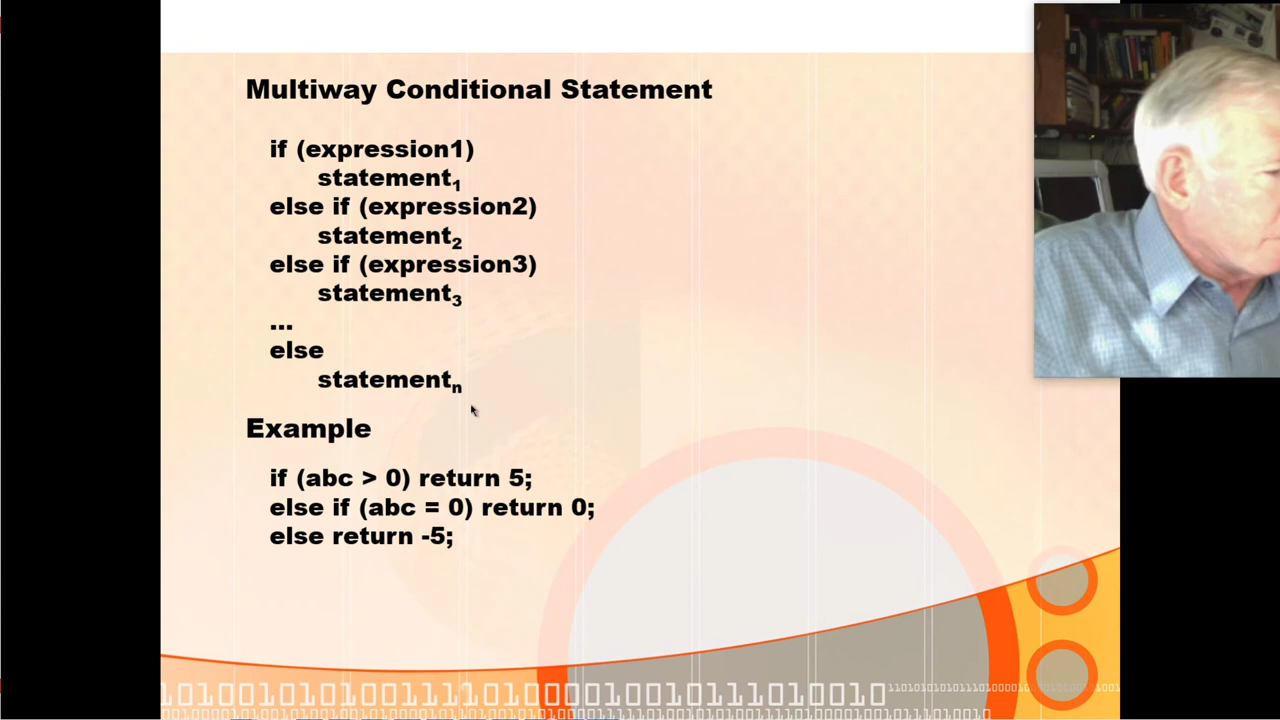 Multiway Conditional Statement
if (expression1)
statement₁
else if (expression2)
statement₂
else if (expression3)
statement₃
...
else
statementₙ
Example
if (abc > 0) return 5;
else if (abc = 0) return 0;
else return -5;